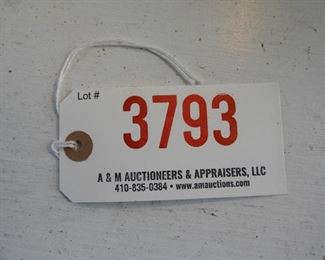 Lot #
3793
A & M AUCTIONEERS & APPRAISERS, LLC
410-835-0384 • www.amauctions.com